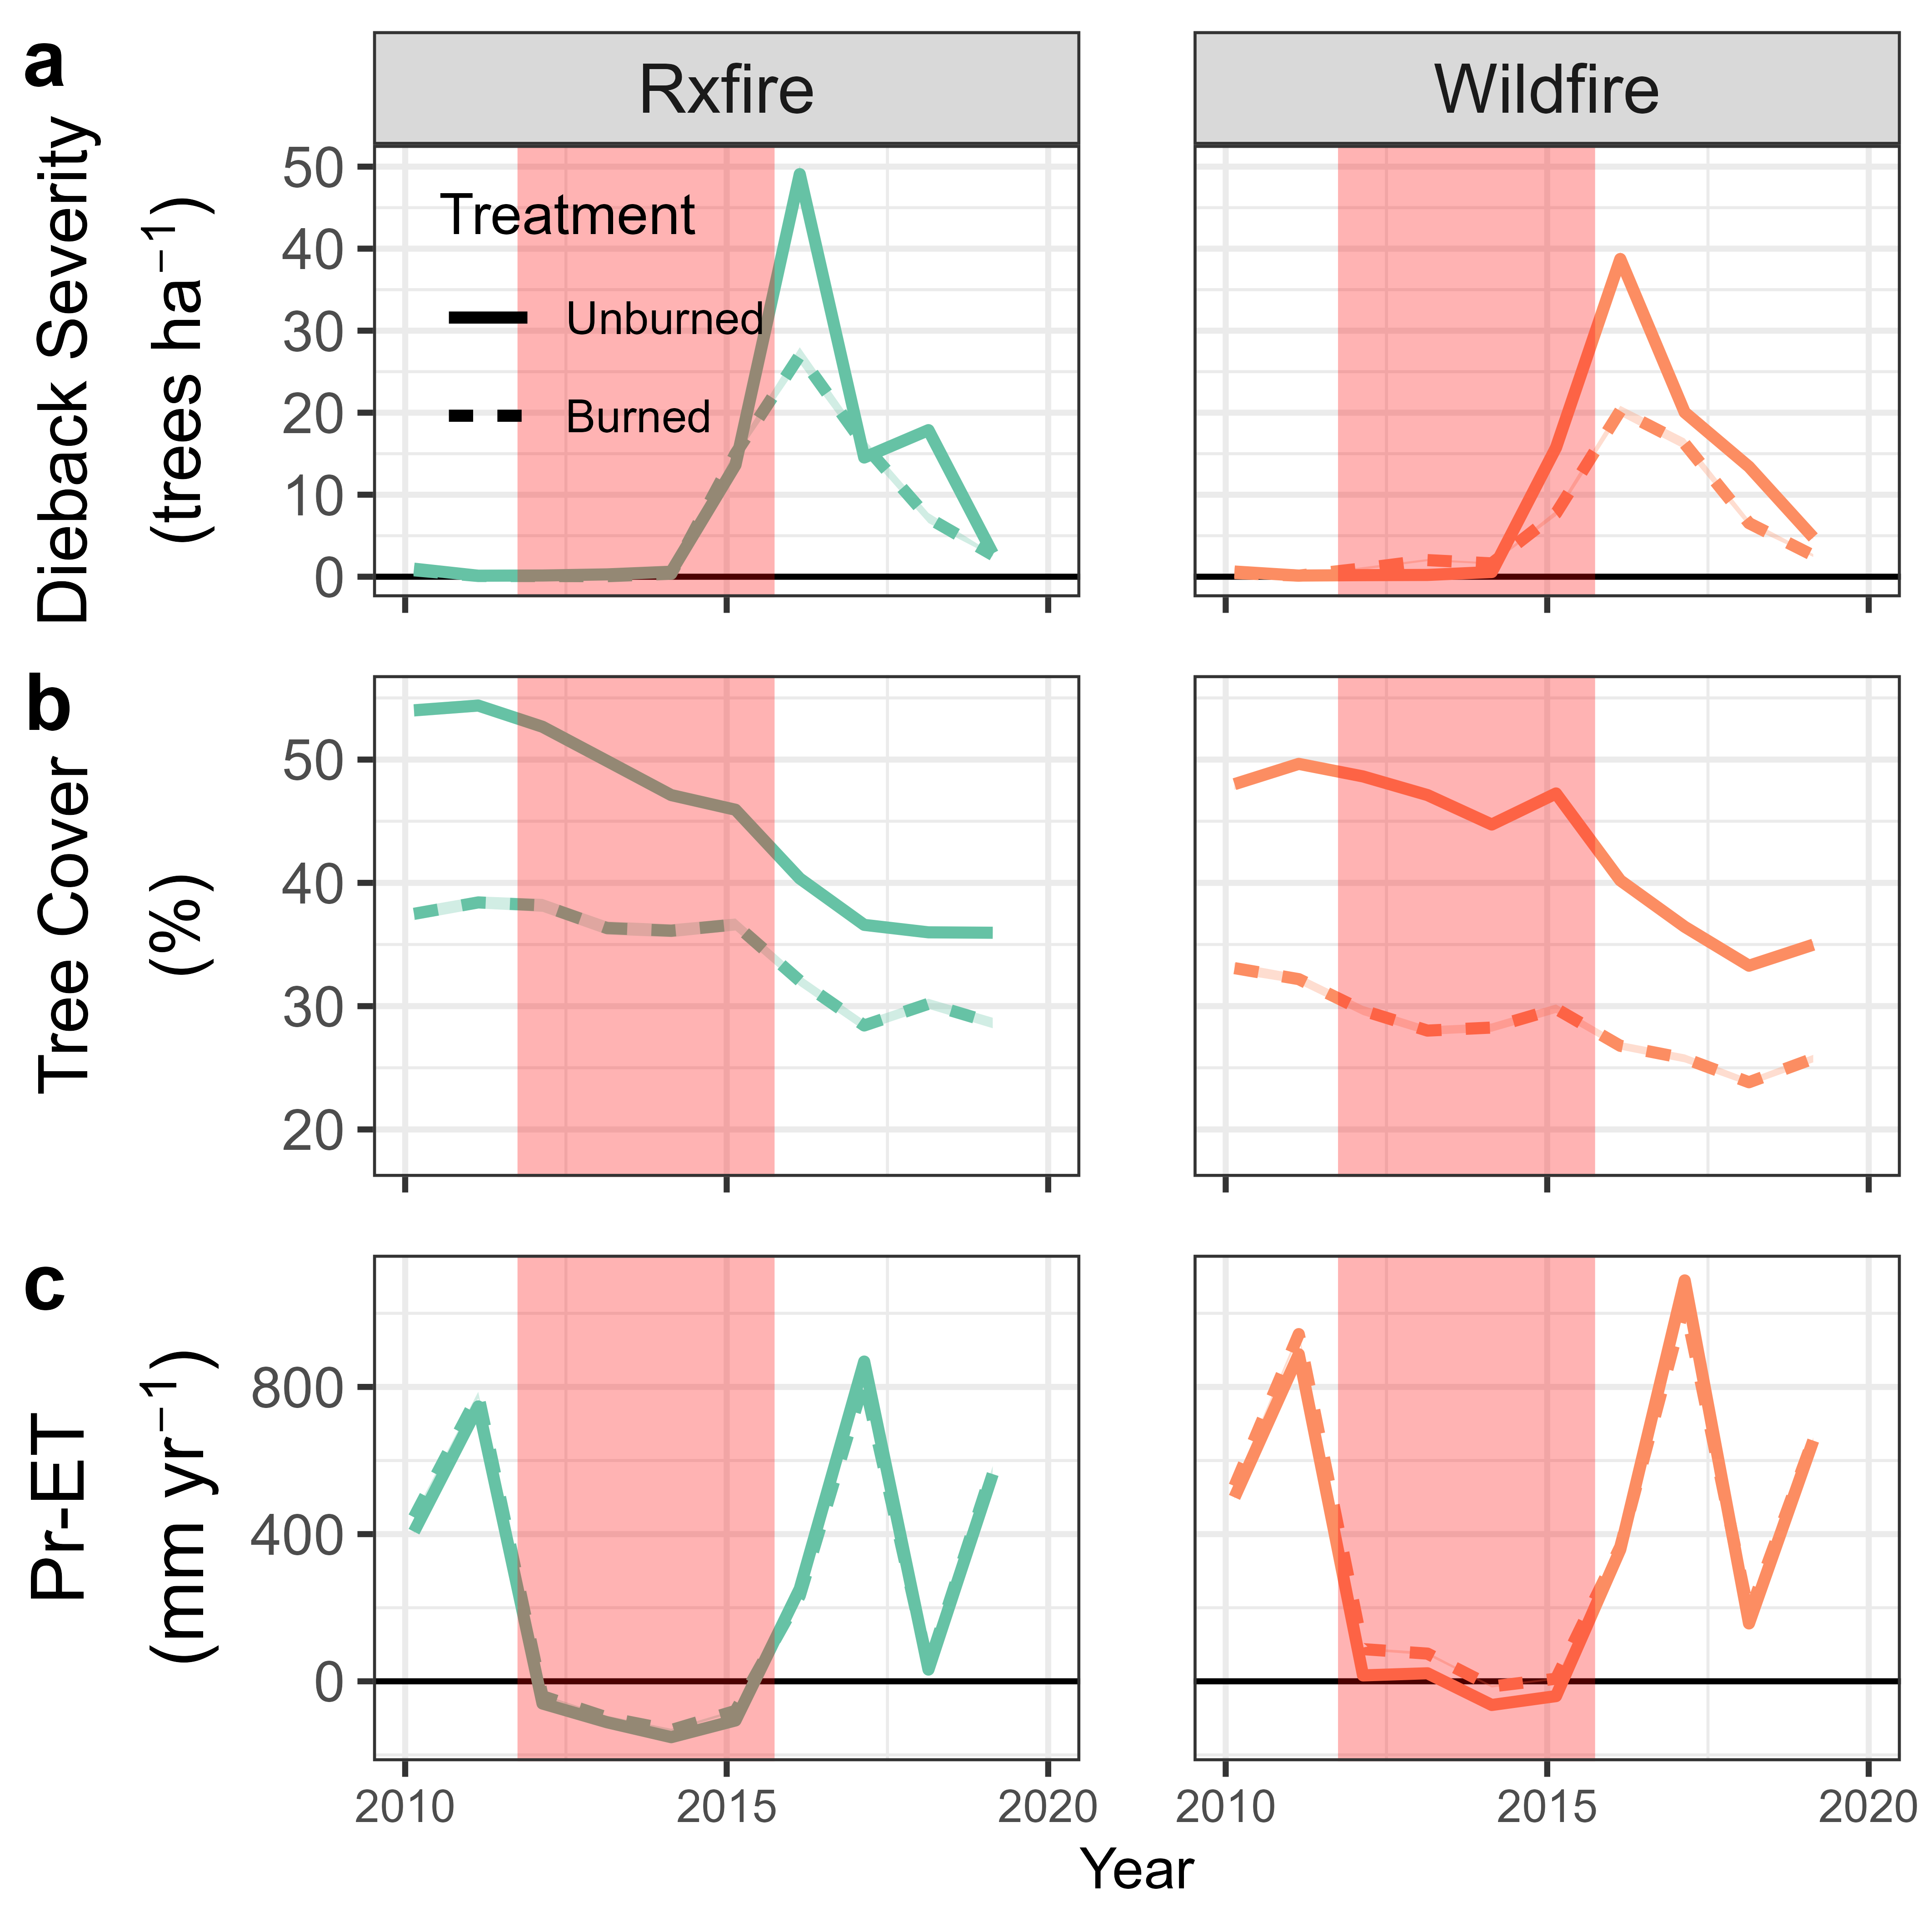 a
Rxfire
Wildfire
Dieback Severity
(trees ha⁻¹)
50
40
30
20
10
0
Treatment
Unburned
Burned
b
Tree Cover
(%)
50
40
30
20
c
Pr-ET
(mm yr⁻¹)
800
400
0
2010
2015
2020
2010
2015
2020
Year